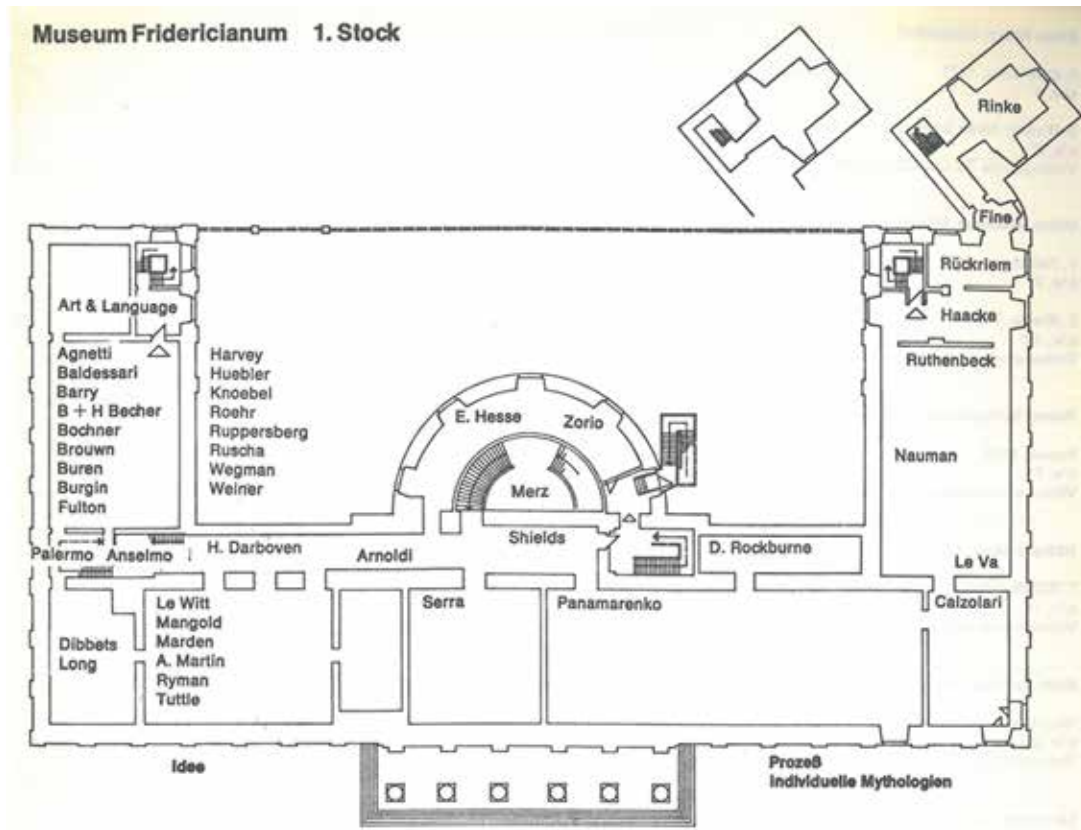 Museum Fridericianum 1. Stock
Rinke
Fine
Rückriem
Haacke
Ruthenbeck
Art & Language
Agnetti
Baldessari
Barry
B + H Becher
Bochner
Brouwn
Buren
Burgin
Fulton
Harvey
Huebler
Knoebel
Roehr
Ruppersberg
Ruscha
Wegman
Weiner
E. Hesse
Zorio
Merz
Nauman
Palermo
Anselmo
H. Darboven
Arnoldi
Shields
D. Rockburne
Le Va
Dibbets
Long
Le Witt
Mangold
Marden
A. Martin
Ryman
Tuttle
Serra
Panamarenko
Calzolari
Idee
Prozeß
Individuelle Mythologien